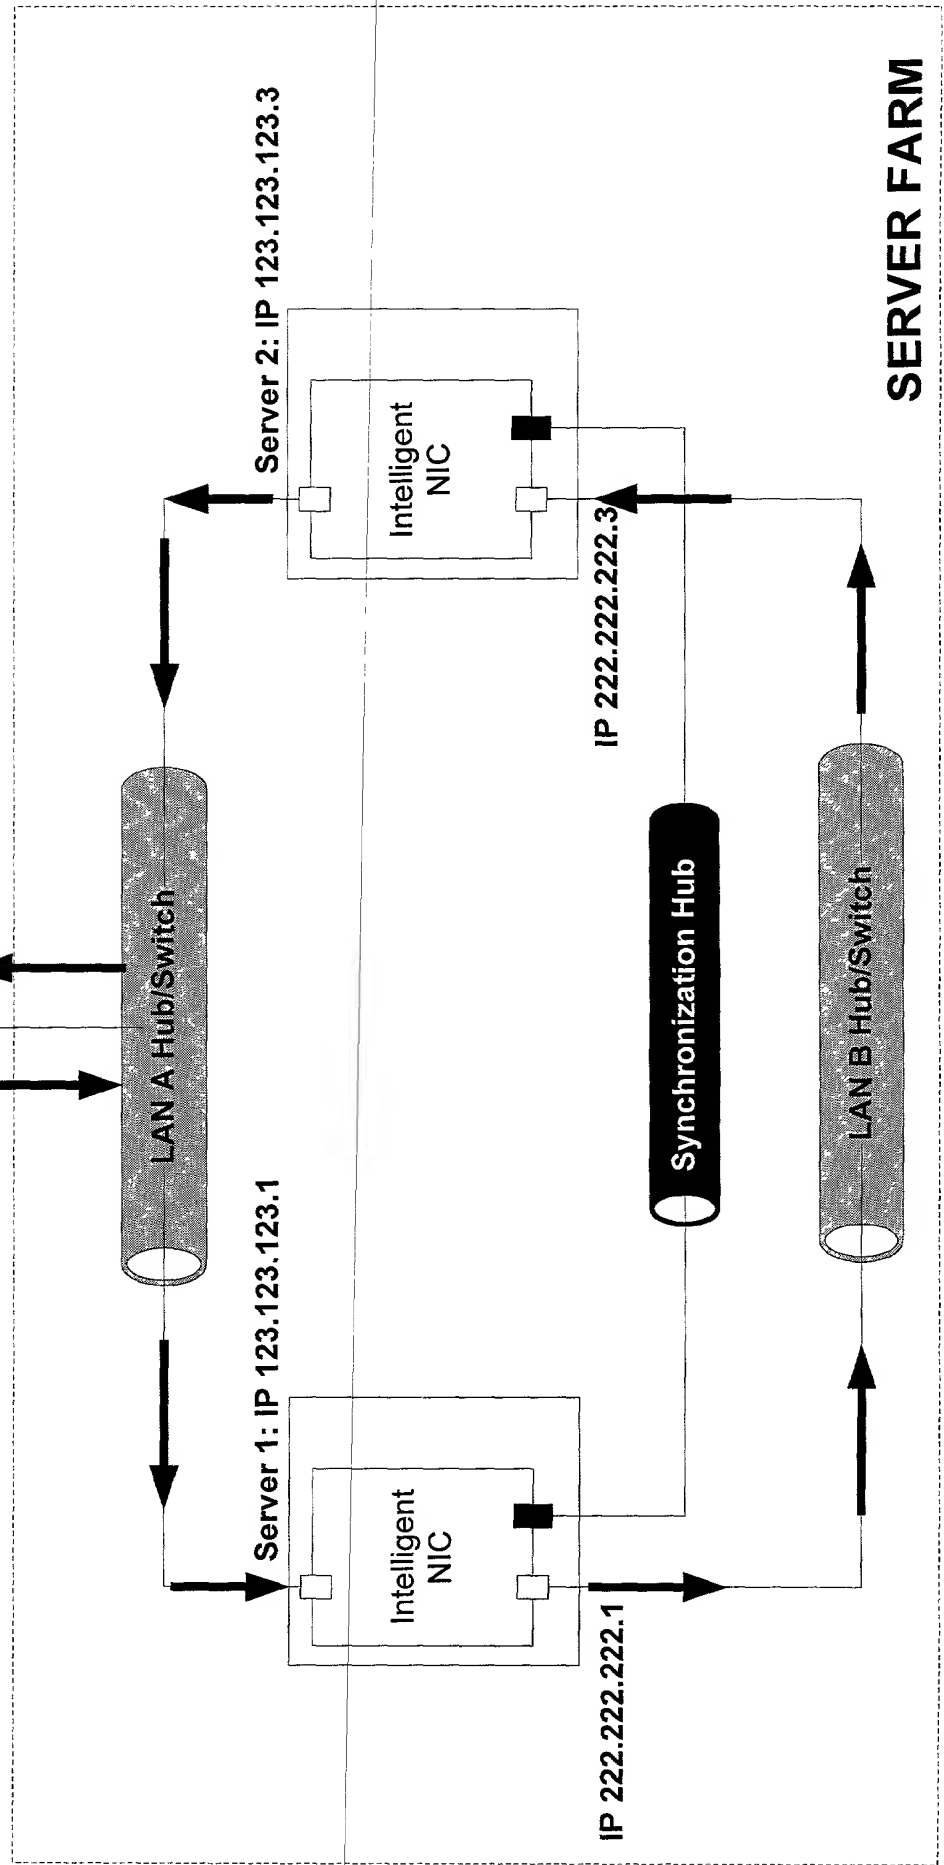 LAN A Hub/Switch
Server 1: IP 123.123.123.1
Server 2: IP 123.123.123.3
Intelligent
NIC
Intelligent
NIC
IP 222.222.222.1
IP 222.222.222.3
Synchronization Hub
LAN B Hub/Switch
SERVER FARM